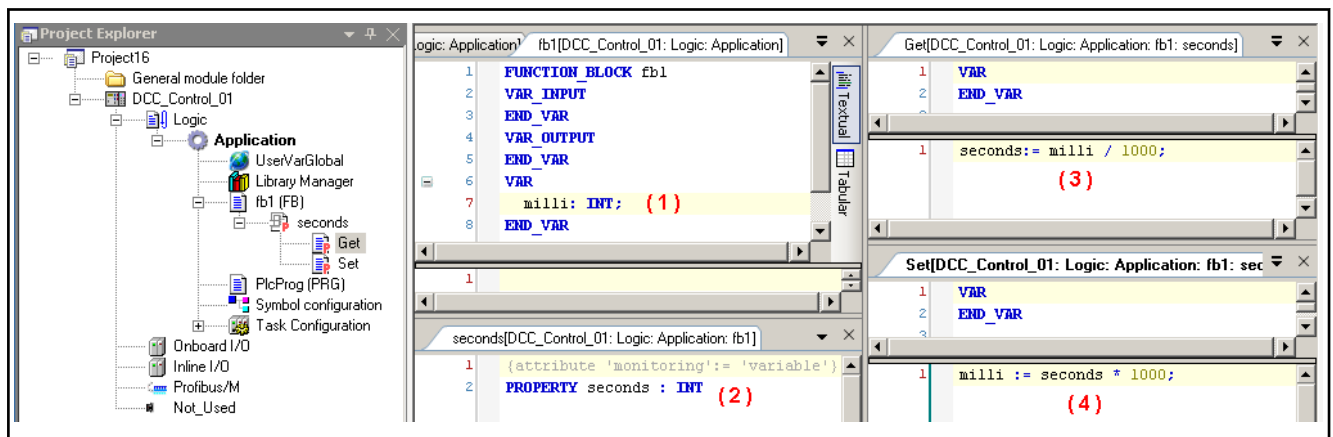 Project Explorer
Project16
General module folder
DCC_Control_01
Logic
Application
UserVarGlobal
Library Manager
fb1 (FB)
seconds
Get
Set
PlcProg (PRG)
Symbol configuration
Task Configuration
Onboard I/O
Inline I/O
Profibus/M
Not_Used
.ogic: Application]
fb1[DCC_Control_01: Logic: Application]
1 FUNCTION_BLOCK fb1
2 VAR_INPUT
3 END_VAR
4 VAR_OUTPUT
5 END_VAR
6 VAR
7 milli: INT; (1)
8 END_VAR
Textual
Tabular
1
seconds[DCC_Control_01: Logic: Application: fb1]
1 {attribute 'monitoring':= 'variable'}
2 PROPERTY seconds : INT (2)
Get[DCC_Control_01: Logic: Application: fb1: seconds]
1 VAR
2 END_VAR
1 seconds:= milli / 1000;
(3)
Set[DCC_Control_01: Logic: Application: fb1: sec
1 VAR
2 END_VAR
3
1 milli := seconds * 1000;
(4)